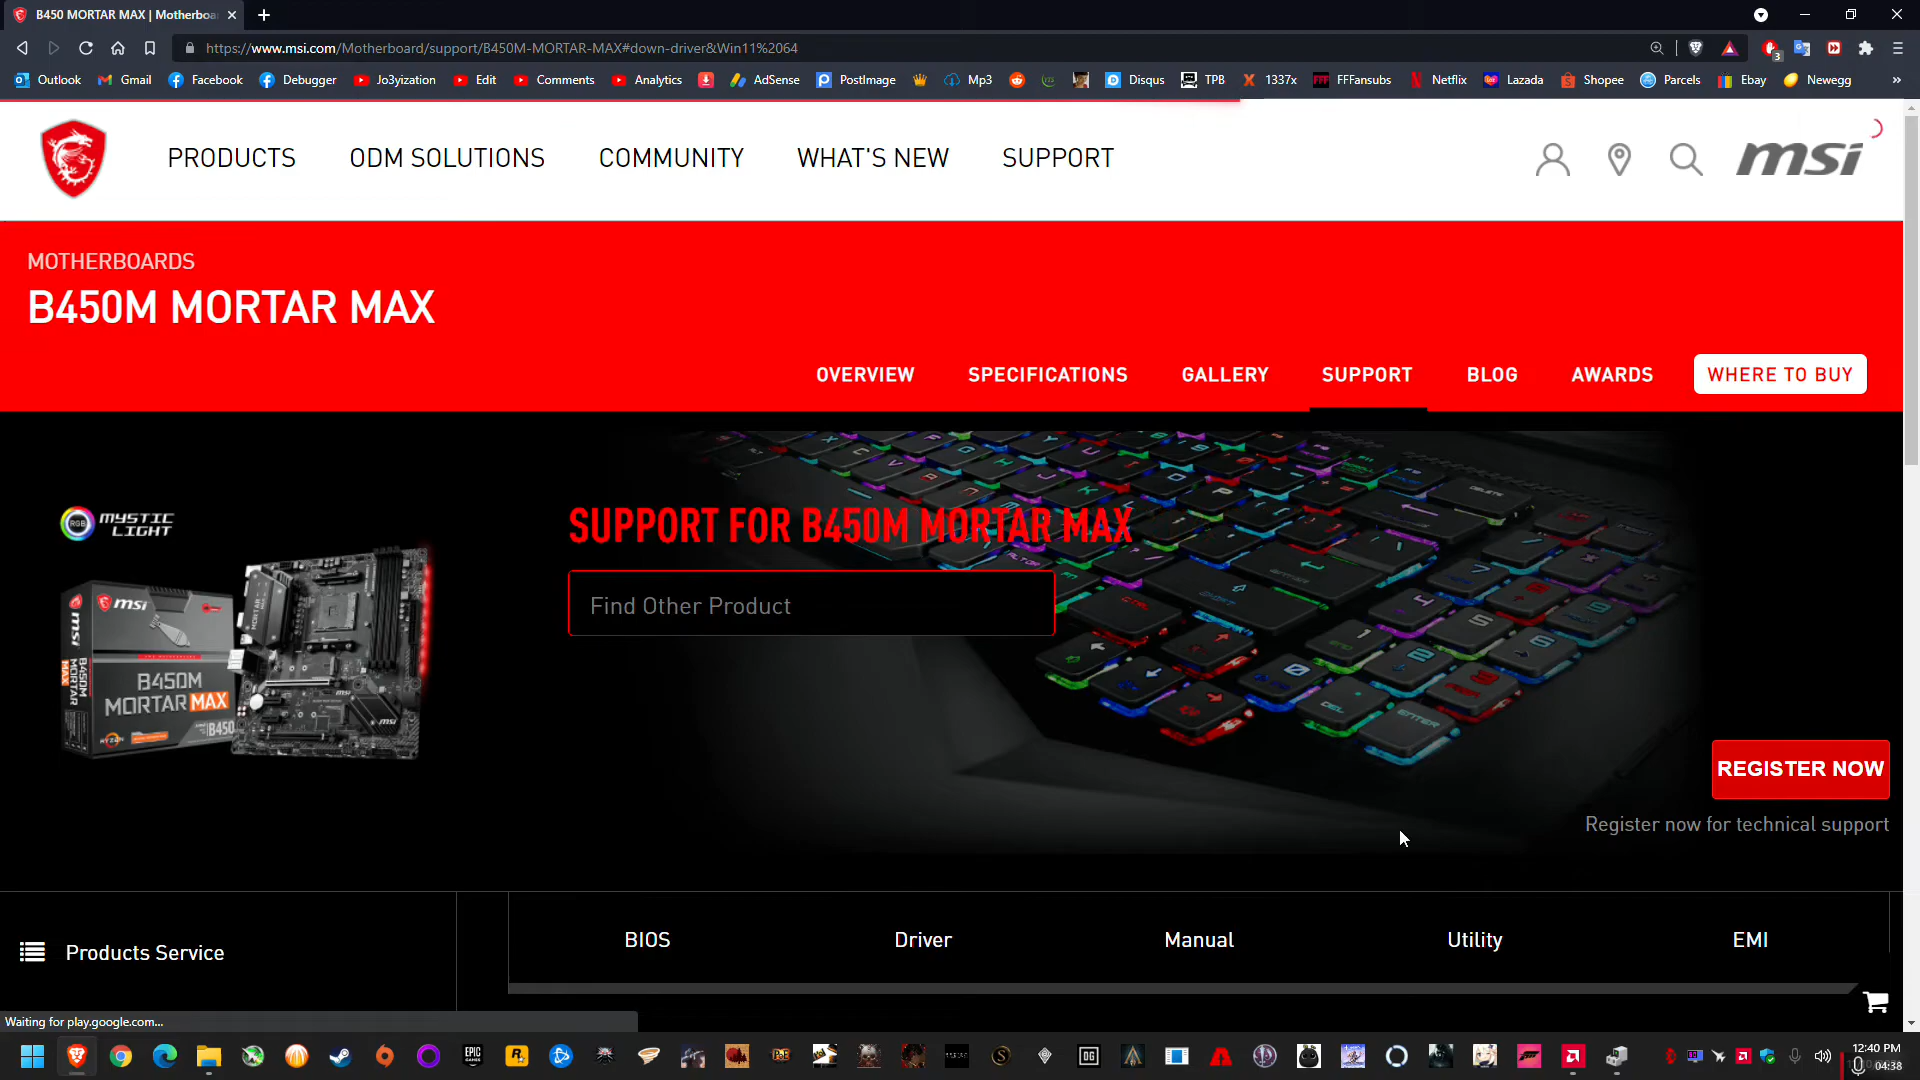 B450 MORTAR MAX | Motherboa
https://www.msi.com/Motherboard/support/B450M-MORTAR-MAX#down-driver&Win11%2064
3
Outlook Gmail Facebook Debugger Jo3yization Edit Comments Analytics AdSense PostImage Mp3 Disqus TPB 1337x FFFansubs Netflix Lazada Shopee Parcels Ebay Newegg »
PRODUCTS ODM SOLUTIONS COMMUNITY WHAT'S NEW SUPPORT
msi
MOTHERBOARDS
B450M MORTAR MAX
OVERVIEW SPECIFICATIONS GALLERY SUPPORT BLOG AWARDS WHERE TO BUY
RGB MYSTIC LIGHT
SUPPORT FOR B450M MORTAR MAX
Find Other Product
msi
B450M
MORTAR MAX
B450
REGISTER NOW
Register now for technical support
Products Service
BIOS Driver Manual Utility EMI
Waiting for play.google.com...
12:40 PM
04:38